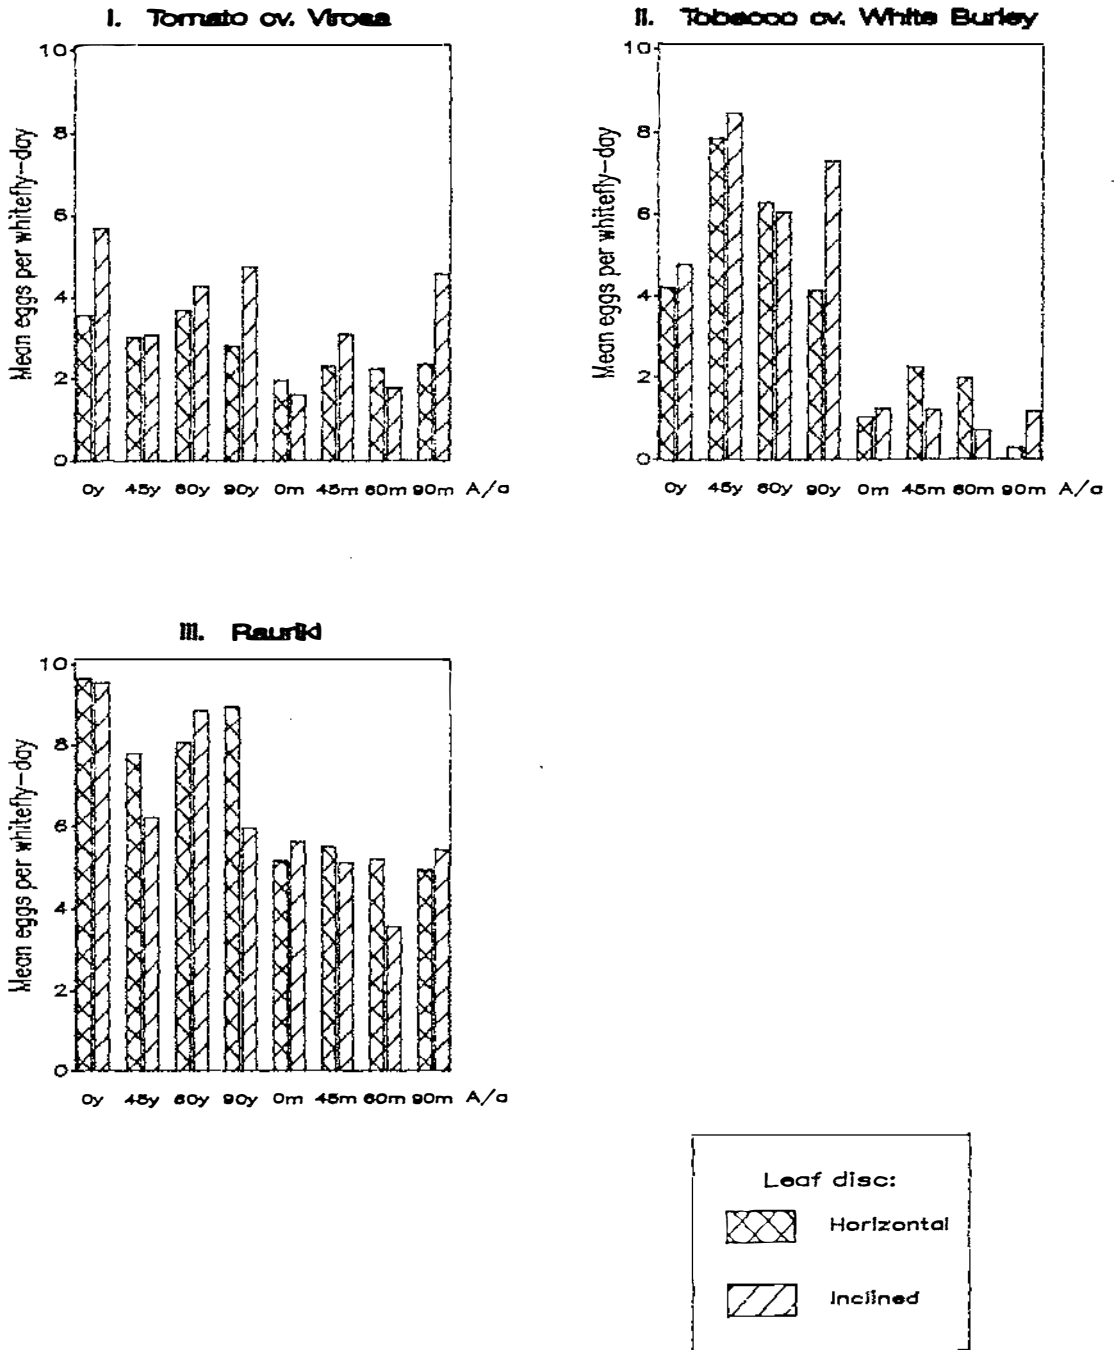 I. Tomato cv. Virosa
Mean eggs per whitefly-day
10
8
6
4
2
0
0y 45y 60y 90y 0m 45m 60m 90m A/a
II. Tobacco cv. White Burley
Mean eggs per whitefly-day
10
8
6
4
2
0
0y 45y 60y 90y 0m 45m 60m 90m A/a
III. Rauriki
Mean eggs per whitefly-day
10
8
6
4
2
0
0y 45y 60y 90y 0m 45m 60m 90m A/a
Leaf disc:
Horizontal
Inclined